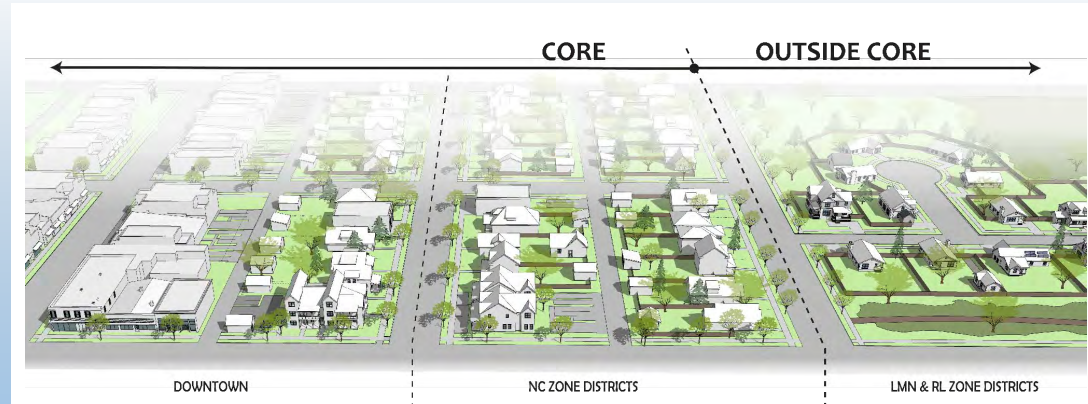 CORE
OUTSIDE CORE
DOWNTOWN
NC ZONE DISTRICTS
LMN & RL ZONE DISTRICTS